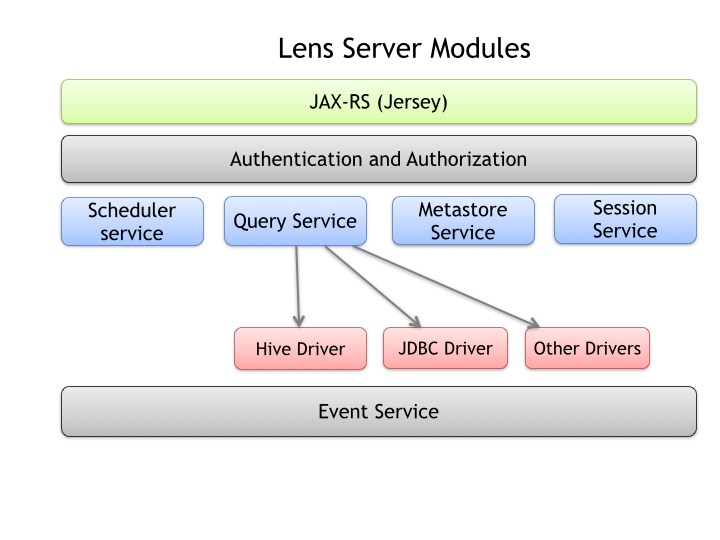 Lens Server Modules
JAX-RS (Jersey)
Authentication and Authorization
Scheduler
service
Query Service
Metastore
Service
Session
Service
Hive Driver
JDBC Driver
Other Drivers
Event Service